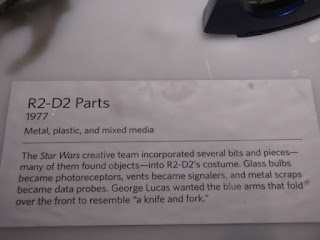 R2-D2 Parts
1977
Metal, plastic, and mixed media
The Star Wars creative team incorporated several bits and pieces—
many of them found objects—into R2-D2's costume. Glass bulbs
became photoreceptors, vents became signalers, and metal scraps
became data probes. George Lucas wanted the blue arms that fold
over the front to resemble "a knife and fork."